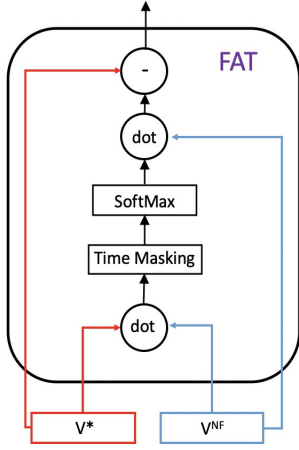 -
FAT
dot
SoftMax
Time Masking
dot
V*
V^NF